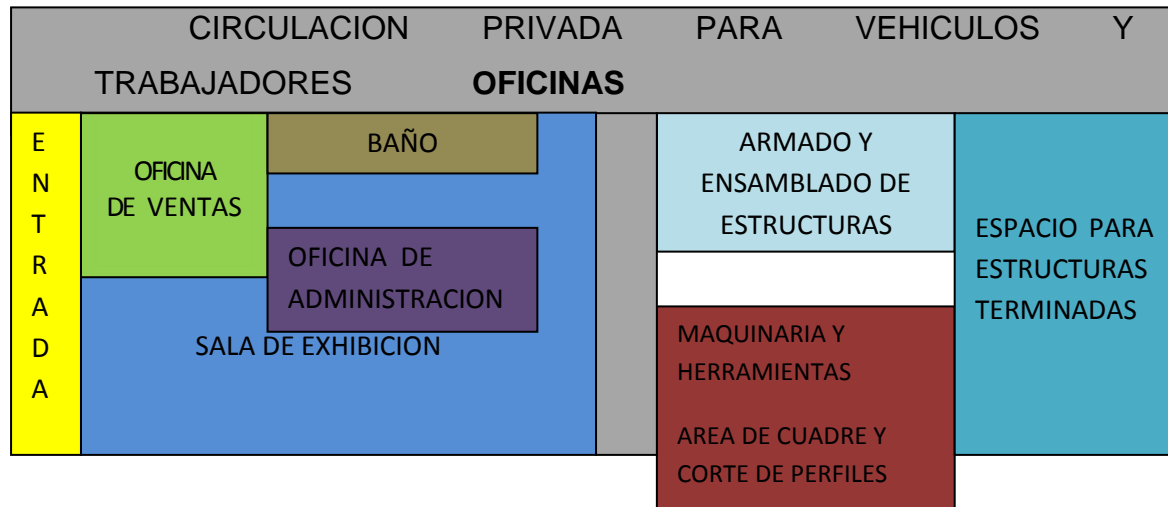 CIRCULACION PRIVADA PARA VEHICULOS Y
TRABAJADORES OFICINAS
E
N
T
R
A
D
A
OFICINA
DE VENTAS
BAÑO
OFICINA DE
ADMINISTRACION
SALA DE EXHIBICION
ARMADO Y
ENSAMBLADO DE
ESTRUCTURAS
MAQUINARIA Y
HERRAMIENTAS
AREA DE CUADRE Y
CORTE DE PERFILES
ESPACIO PARA
ESTRUCTURAS
TERMINADAS